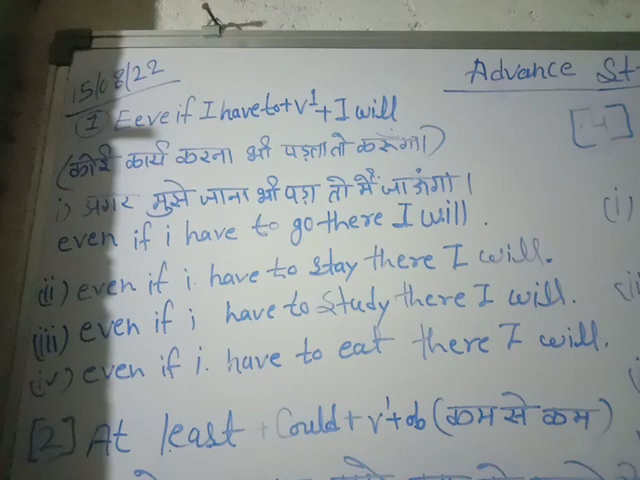 15/08/22
Advance St
(1) Eeve if I have to + V¹ + I will
[4]
(कोई कार्य करना भी पड़ता तो करूंगा)
i) अगर मुझे जाना भी पड़ा तो मैं जाऊंगा।
(i)
even if i have to go there I will.
(ii) even if i. have to stay there I will.
(iii) even if i have to study there I will.
(iv) even if i. have to eat there I will.
[2] At least + Could + V¹ + ob (कम से कम)